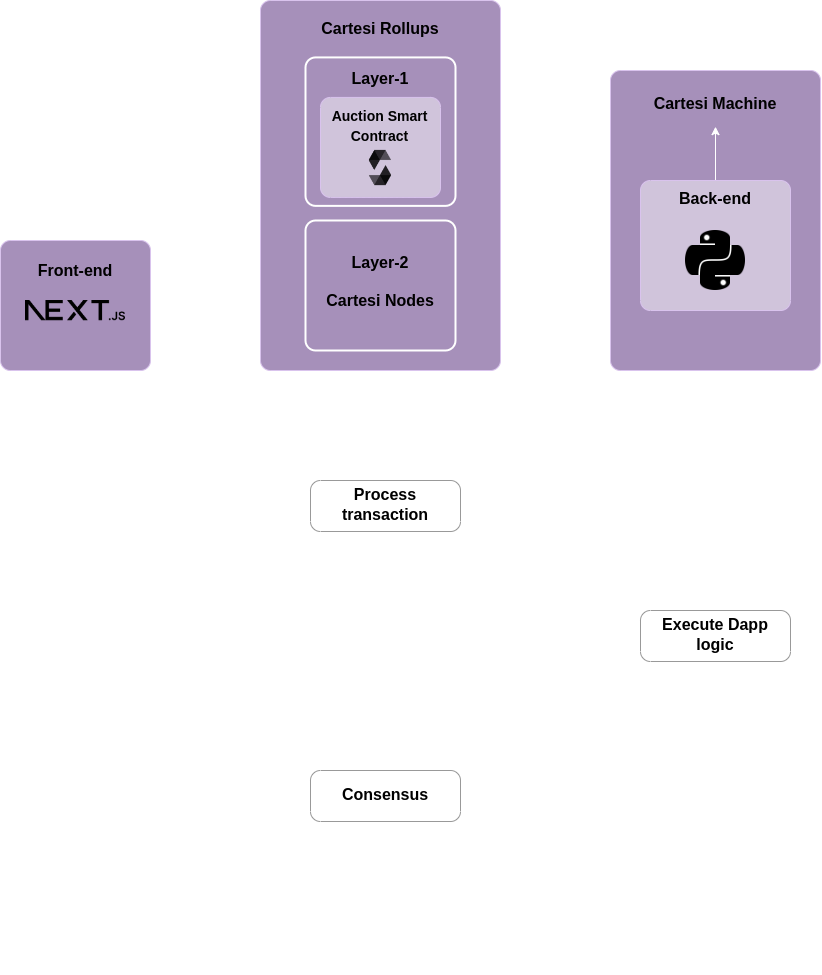 Cartesi Rollups
Layer-1
Auction Smart
Contract
Layer-2
Cartesi Nodes
Cartesi Machine
Back-end
Front-end
NEXT.JS
Process
transaction
Execute Dapp
logic
Consensus